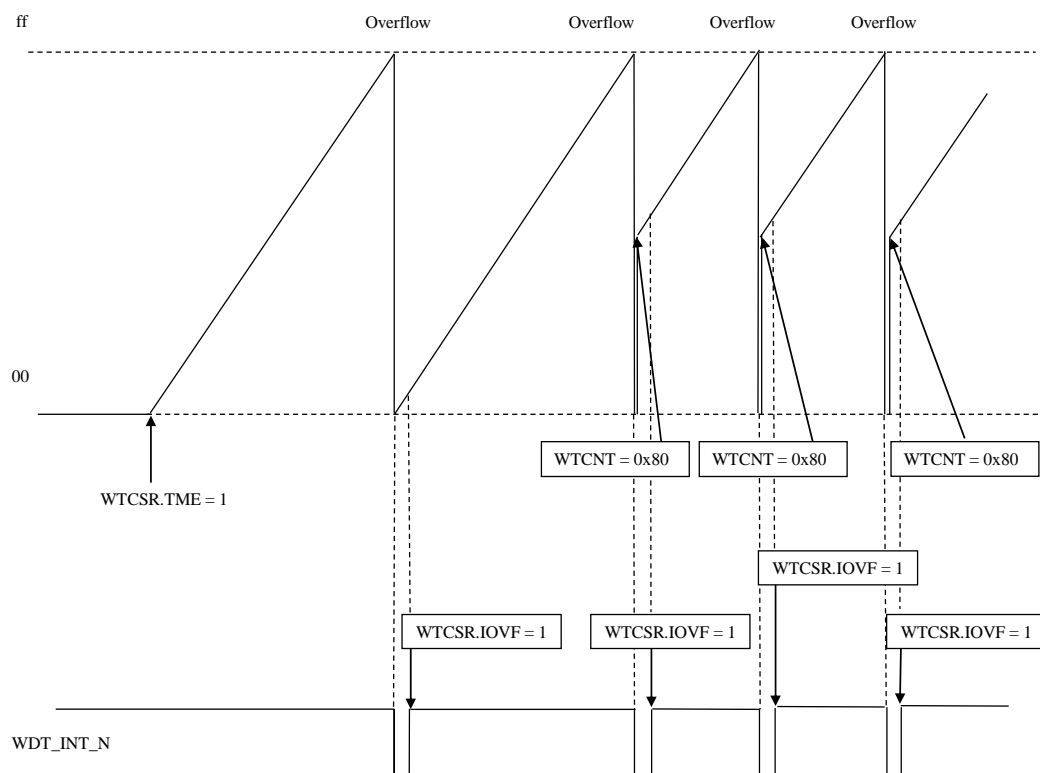 ff
Overflow
Overflow
Overflow
Overflow
00
WTCNT = 0x80
WTCNT = 0x80
WTCNT = 0x80
WTCSR.TME = 1
WTCSR.IOVF = 1
WTCSR.IOVF = 1
WTCSR.IOVF = 1
WTCSR.IOVF = 1
WDT_INT_N